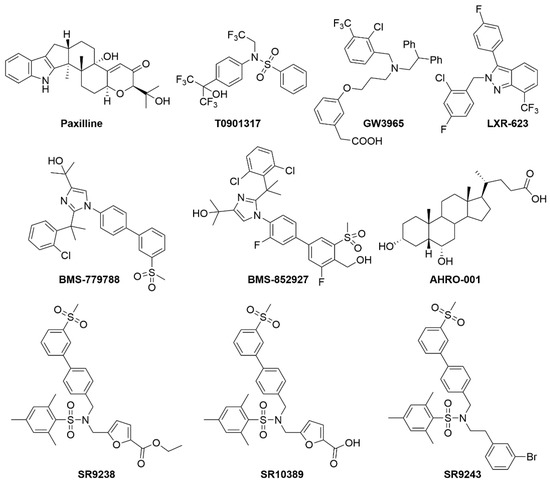 H
OH
O
N
H
H
O
H
OH
Paxilline
F₃C
N
O
S
O
OH
F₃C
CF₃
T0901317
F₃C
Cl
Ph
Ph
N
O
COOH
GW3965
F
Cl
N
N
F
CF₃
LXR-623
HO
N
N
Cl
O
S
O
BMS-779788
Cl
Cl
N
N
HO
F
O
S
O
OH
F
BMS-852927
O
OH
H
H
H
HO
H
OH
AHRO-001
O
S
O
O
O
S
N
O
O
O
SR9238
O
S
O
O
O
S
N
O
OH
O
SR10389
O
S
O
O
O
S
N
Br
SR9243